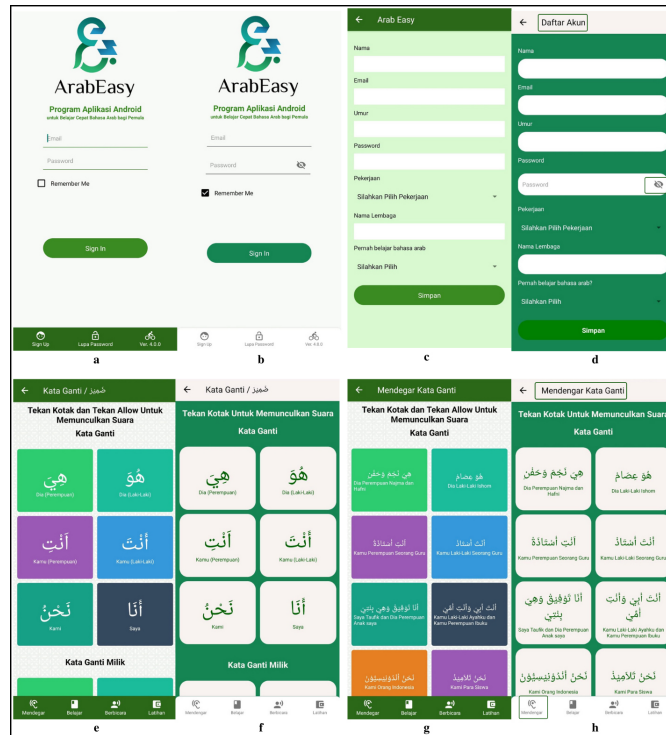 ArabEasy
Program Aplikasi Android
untuk Belajar Cepat Bahasa Arab bagi Pemula
Email
Password
Remember Me
Sign In
Sign Up
Lupa Password
Ver. 4.0.0
a
ArabEasy
Program Aplikasi Android
untuk Belajar Cepat Bahasa Arab bagi Pemula
Email
Password
Remember Me
Sign In
Sign Up
Lupa Password
Ver. 4.8.0
b
Arab Easy
Nama
Email
Umur
Password
Pekerjaan
Silahkan Pilih Pekerjaan
Nama Lembaga
Pernah belajar bahasa arab
Silahkan Pilih
Simpan
c
Daftar Akun
Nama
Email
Umur
Password
Password
Pekerjaan
Silahkan Pilih Pekerjaan
Nama Lembaga
Pernah belajar bahasa arab?
Silahkan Pilih
Simpan
d
Kata Ganti / ضَمِيرْ
Tekan Kotak dan Tekan Allow Untuk
Memunculkan Suara
Kata Ganti
هِيَ
Dia (Perempuan)
هُوَ
Dia (Laki-Laki)
أَنْتِ
Kamu (Perempuan)
أَنْتَ
Kamu (Laki-Laki)
نَحْنُ
Kami
أَنَا
Saya
Kata Ganti Milik
Mendegar
Belajar
Berbicara
Latihan
e
Kata Ganti / ضَمِيرْ
Tekan Kotak Untuk Memunculkan Suara
Kata Ganti
هِيَ
Dia (Perempuan)
هُوَ
Dia (Laki-Laki)
أَنْتِ
Kamu (Perempuan)
أَنْتَ
Kamu (Laki-Laki)
نَحْنُ
Kami
أَنَا
Saya
Kata Ganti Milik
Mendengar
Belajar
Berbicara
Latihan
f
Mendegar Kata Ganti
Tekan Kotak dan Tekan Allow Untuk
Memunculkan Suara
Kata Ganti
هِيَ نَجْمَ وَحَفْنِ
Dia Perempuan Najma dan
Hafni
هُوَ عِصَامْ
Dia Laki-Laki Ishom
أَنْتِ أُسْتَاذَةْ
Kamu Perempuan Seorang Guru
أَنْتَ أُسْتَاذْ
Kamu Laki-Laki Seorang Guru
أَنَا تَوْفِيقْ وَهِيَ بِنْتِيْ
Saya Taufik dan Dia Perempuan
Anak saya
أَنْتَ أَبِيْ وَأَنْتِ أُمِّيْ
Kamu Laki-Laki Ayahku dan
Kamu Perempuan Ibuku
نَحْنُ أَنْدُوْنِيْسِيُّوْنَ
Kami Orang Indonesia
نَحْنُ تَلَامِيْذْ
Kami Para Siswa
Mendegar
Belajar
Berbicara
Latihan
g
Mendengar Kata Ganti
Tekan Kotak Untuk Memunculkan Suara
Kata Ganti
هِيَ نَجْمَ وَحَفْنِ
Dia Perempuan Najma dan
Hafni
هُوَ عِصَامْ
Dia Laki-Laki Ishom
أَنْتِ أُسْتَاذَةْ
Kamu Perempuan Seorang Guru
أَنْتَ أُسْتَاذْ
Kamu Laki-Laki Seorang Guru
أَنَا تَوْفِيقْ وَهِيَ
بِنْتِيْ
Saya Taufik dan Dia Perempuan
Anak saya
أَنْتَ أَبِيْ وَأَنْتِ
أُمِّيْ
Kamu Laki-Laki Ayahku dan
Kamu Perempuan Ibuku
نَحْنُ أَنْدُوْنِيْسِيُّوْنَ
Kami Orang Indonesia
نَحْنُ تَلَامِيْذْ
Kami Para Siswa
Mendengar
Belajar
Berbicara
Latihan
h